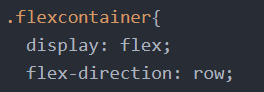 .flexcontainer{
  display: flex;
  flex-direction: row;